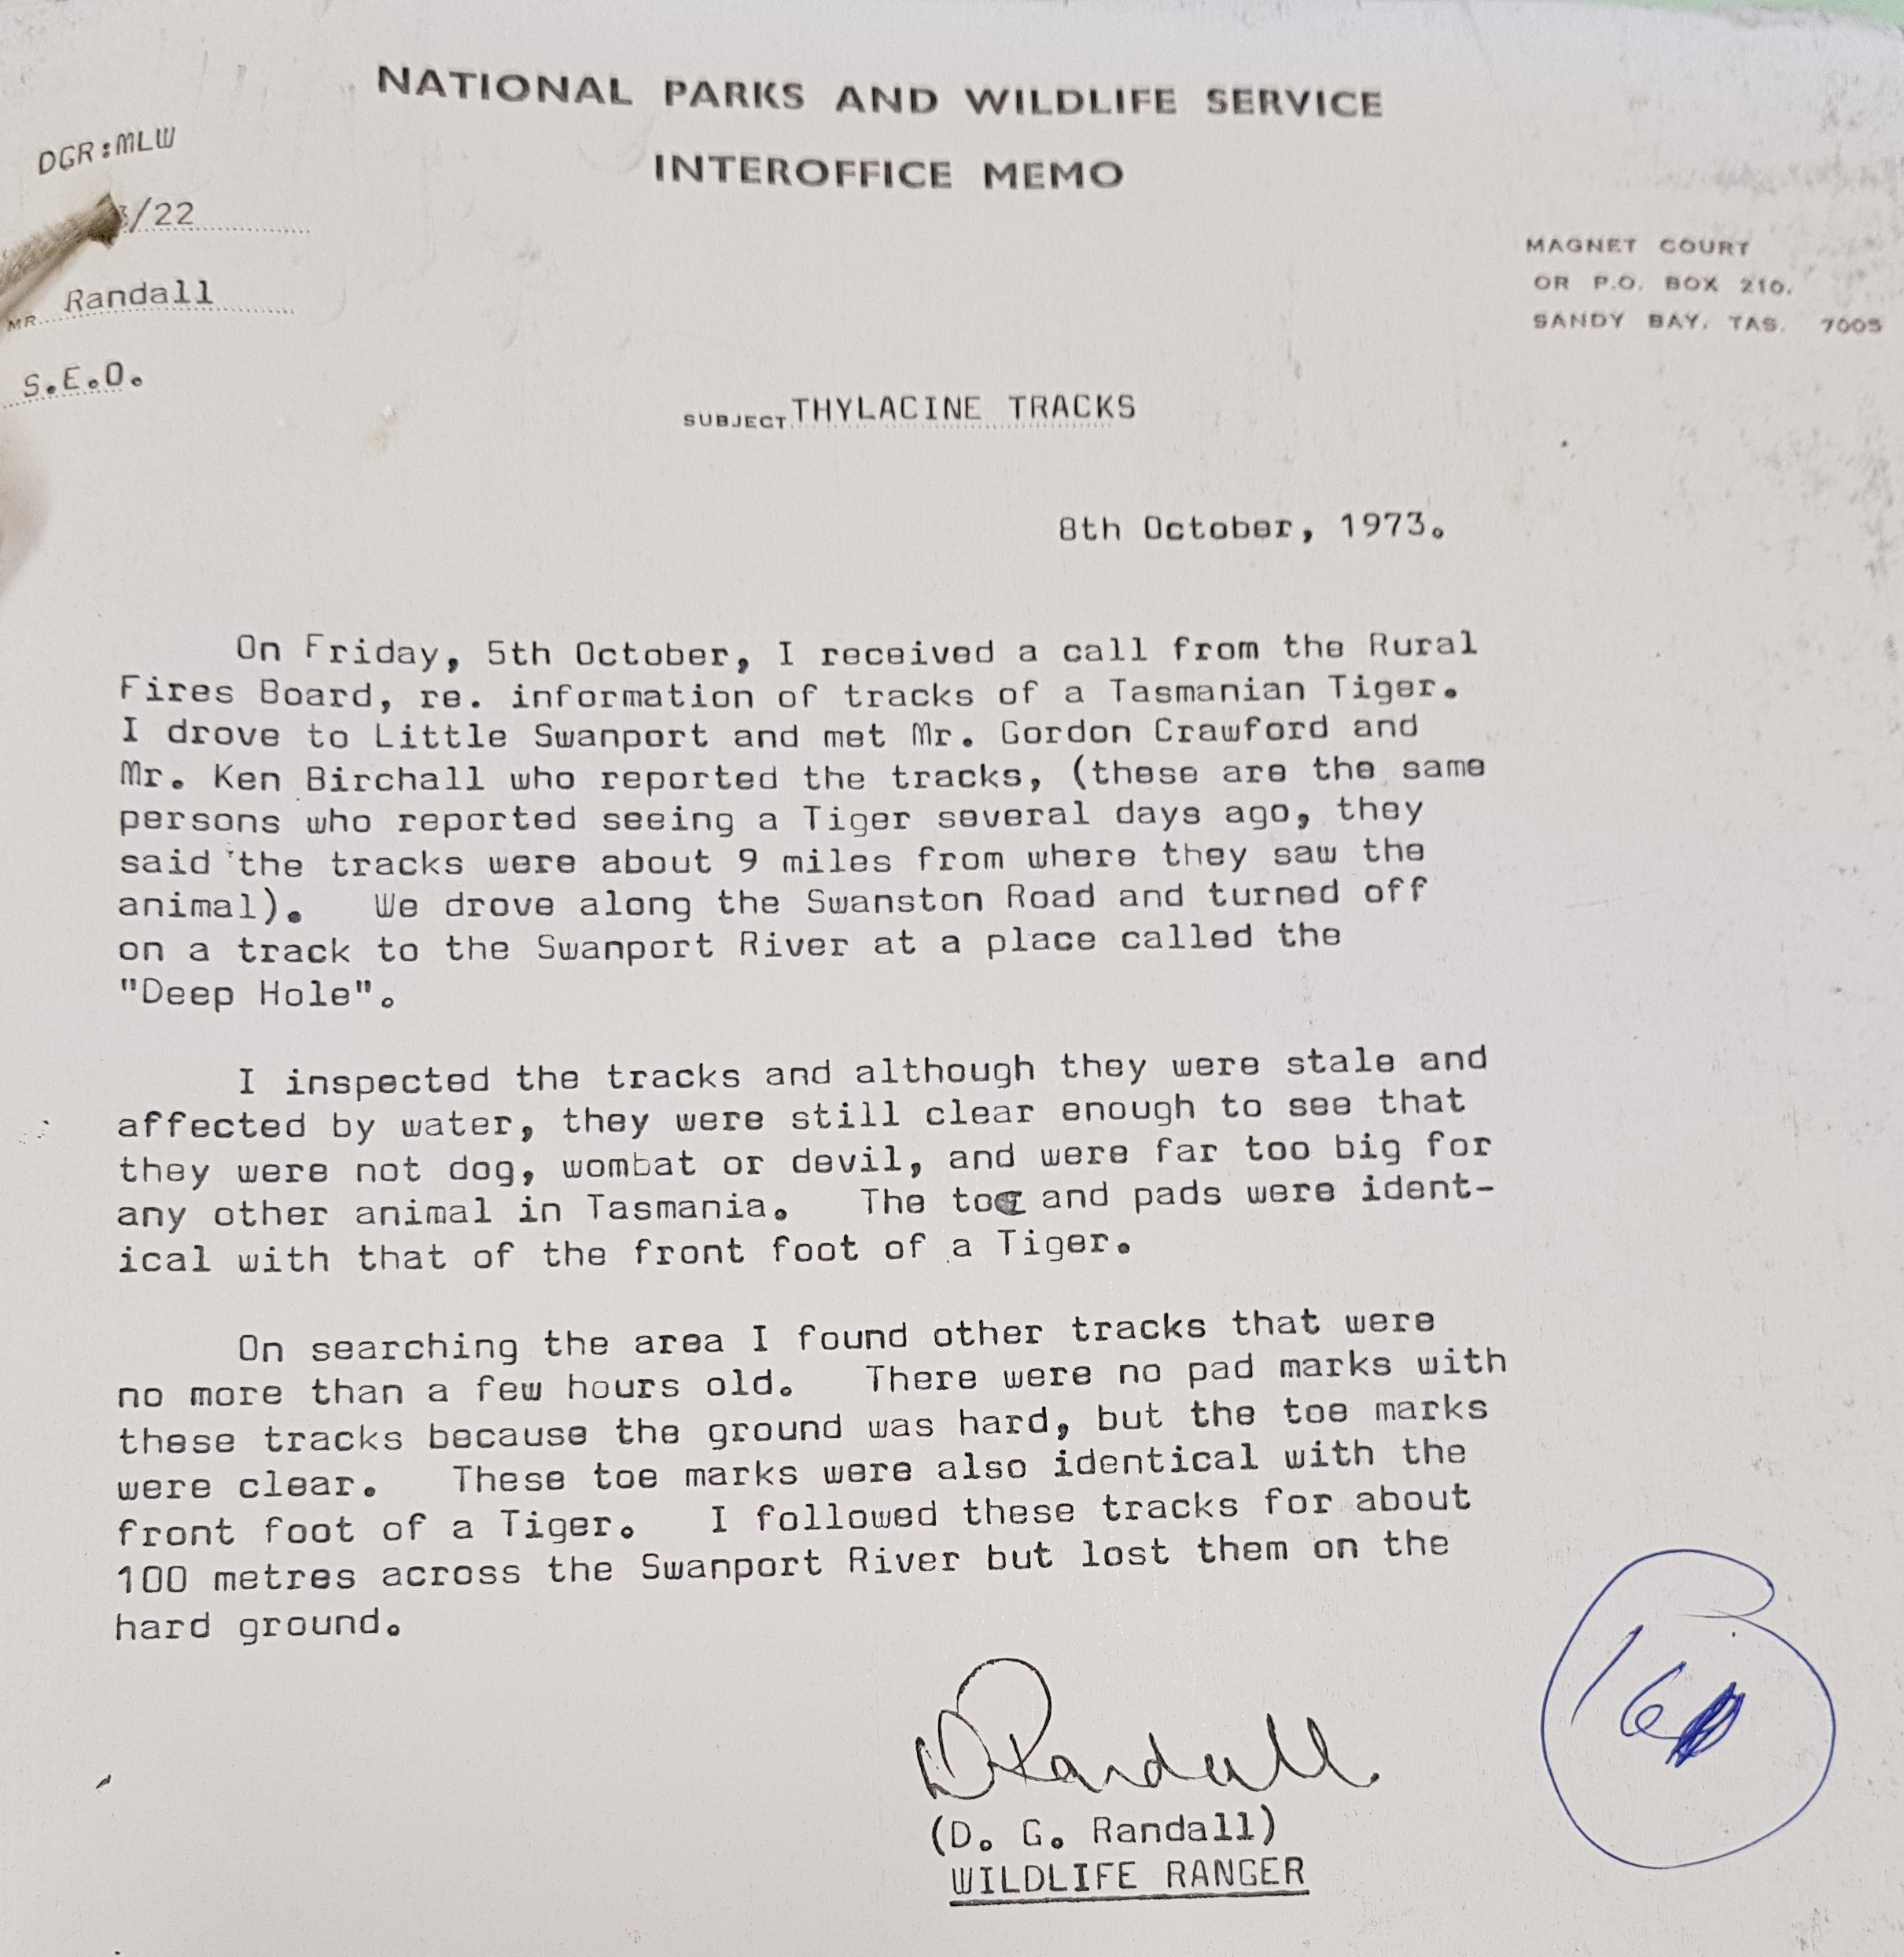 NATIONAL PARKS AND WILDLIFE SERVICE
INTEROFFICE MEMO
DGR:MLW
/22
MR. Randall
S.E.O.
MAGNET COURT
OR P.O. BOX 210.
SANDY BAY, TAS. 7005
SUBJECT THYLACINE TRACKS
8th October, 1973.
On Friday, 5th October, I received a call from the Rural
Fires Board, re. information of tracks of a Tasmanian Tiger.
I drove to Little Swanport and met Mr. Gordon Crawford and
Mr. Ken Birchall who reported the tracks, (these are the same
persons who reported seeing a Tiger several days ago, they
said the tracks were about 9 miles from where they saw the
animal). We drove along the Swanston Road and turned off
on a track to the Swanport River at a place called the
"Deep Hole".
I inspected the tracks and although they were stale and
affected by water, they were still clear enough to see that
they were not dog, wombat or devil, and were far too big for
any other animal in Tasmania. The toe and pads were ident-
ical with that of the front foot of a Tiger.
On searching the area I found other tracks that were
no more than a few hours old. There were no pad marks with
these tracks because the ground was hard, but the toe marks
were clear. These toe marks were also identical with the
front foot of a Tiger. I followed these tracks for about
100 metres across the Swanport River but lost them on the
hard ground.
D Randall
(D. G. Randall)
WILDLIFE RANGER
16